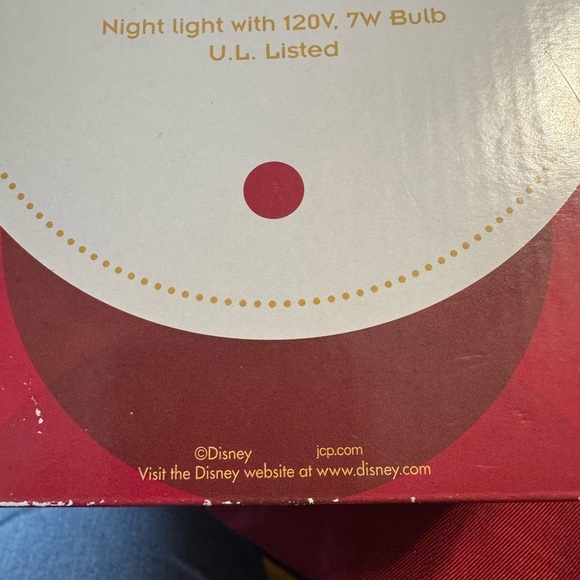 Night light with 120V, 7W Bulb
U.L. Listed
©Disney jcp.com
Visit the Disney website at www.disney.com